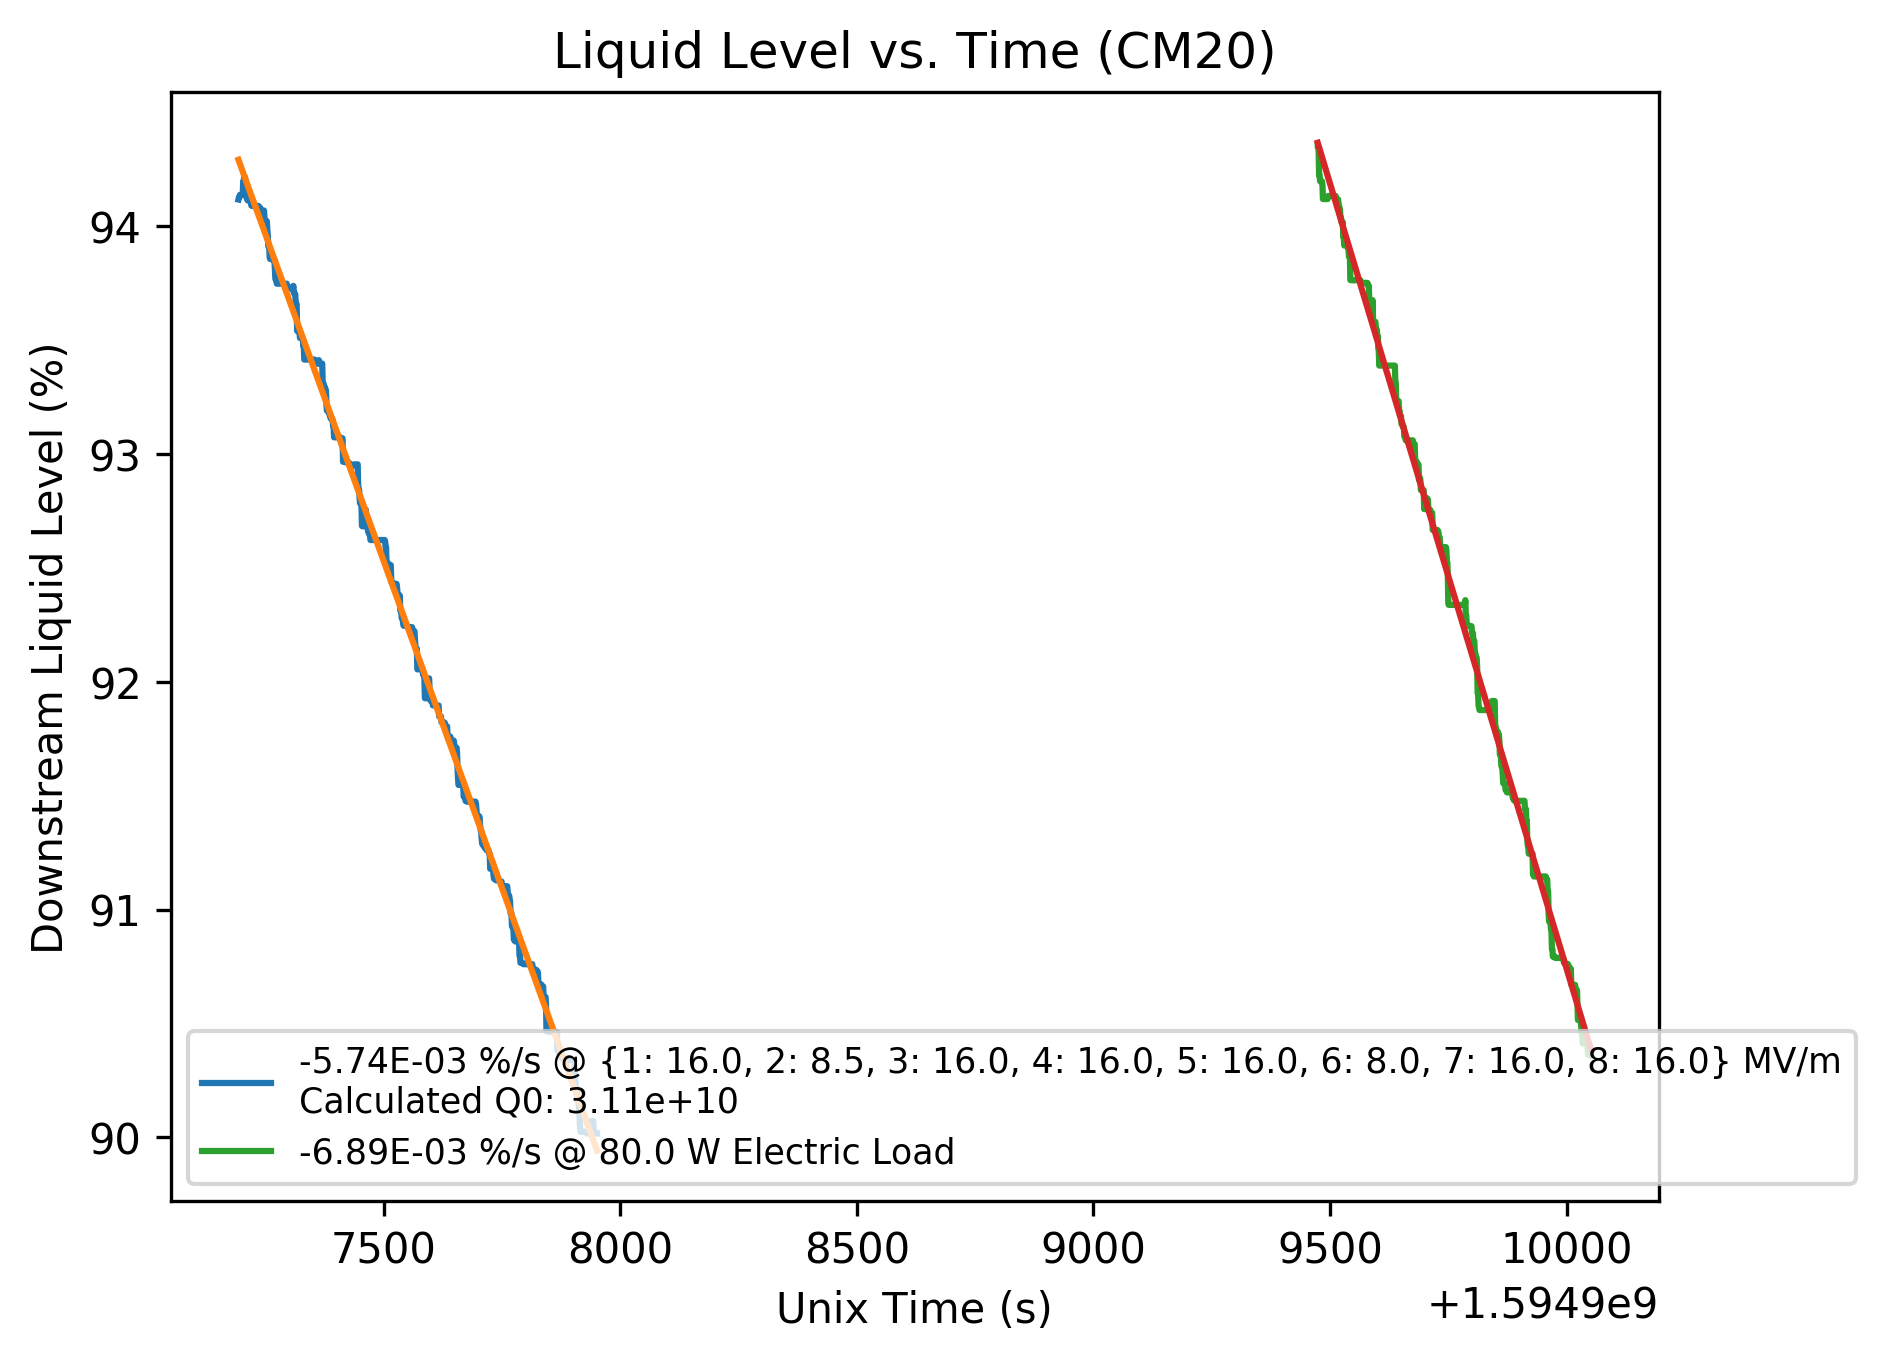 Liquid Level vs. Time (CM20)
Downstream Liquid Level (%)
94
93
92
91
90
-5.74E-03 %/s @ {1: 16.0, 2: 8.5, 3: 16.0, 4: 16.0, 5: 16.0, 6: 8.0, 7: 16.0, 8: 16.0} MV/m
Calculated Q0: 3.11e+10
-6.89E-03 %/s @ 80.0 W Electric Load
7500 8000 8500 9000 9500 10000
+1.5949e9
Unix Time (s)